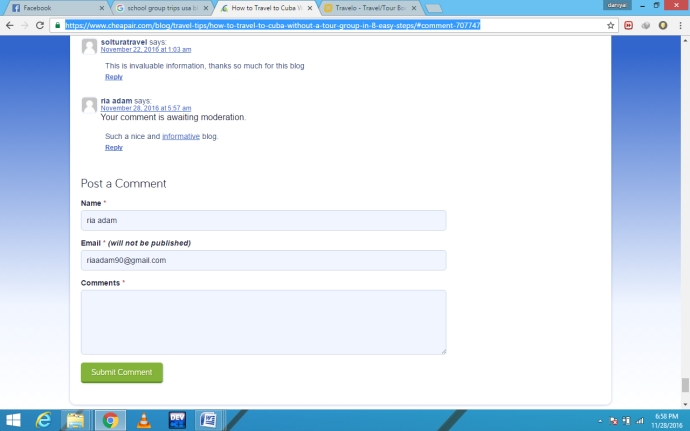 Facebook
school group trips usa
How to Travel to Cuba W
Travelo - Travel/Tour Bo
daniyal
https://www.cheapair.com/blog/travel-tips/how-to-travel-to-cuba-without-a-tour-group-in-8-easy-steps/#comment-707747
solturatravel says:
November 22, 2016 at 1:03 am
This is invaluable information, thanks so much for this blog
Reply
ria adam says:
November 28, 2016 at 5:57 am
Your comment is awaiting moderation.
Such a nice and informative blog.
Reply
Post a Comment
Name *
ria adam
Email * (will not be published)
riaadam90@gmail.com
Comments *
Submit Comment
DEV
6:58 PM
11/28/2016